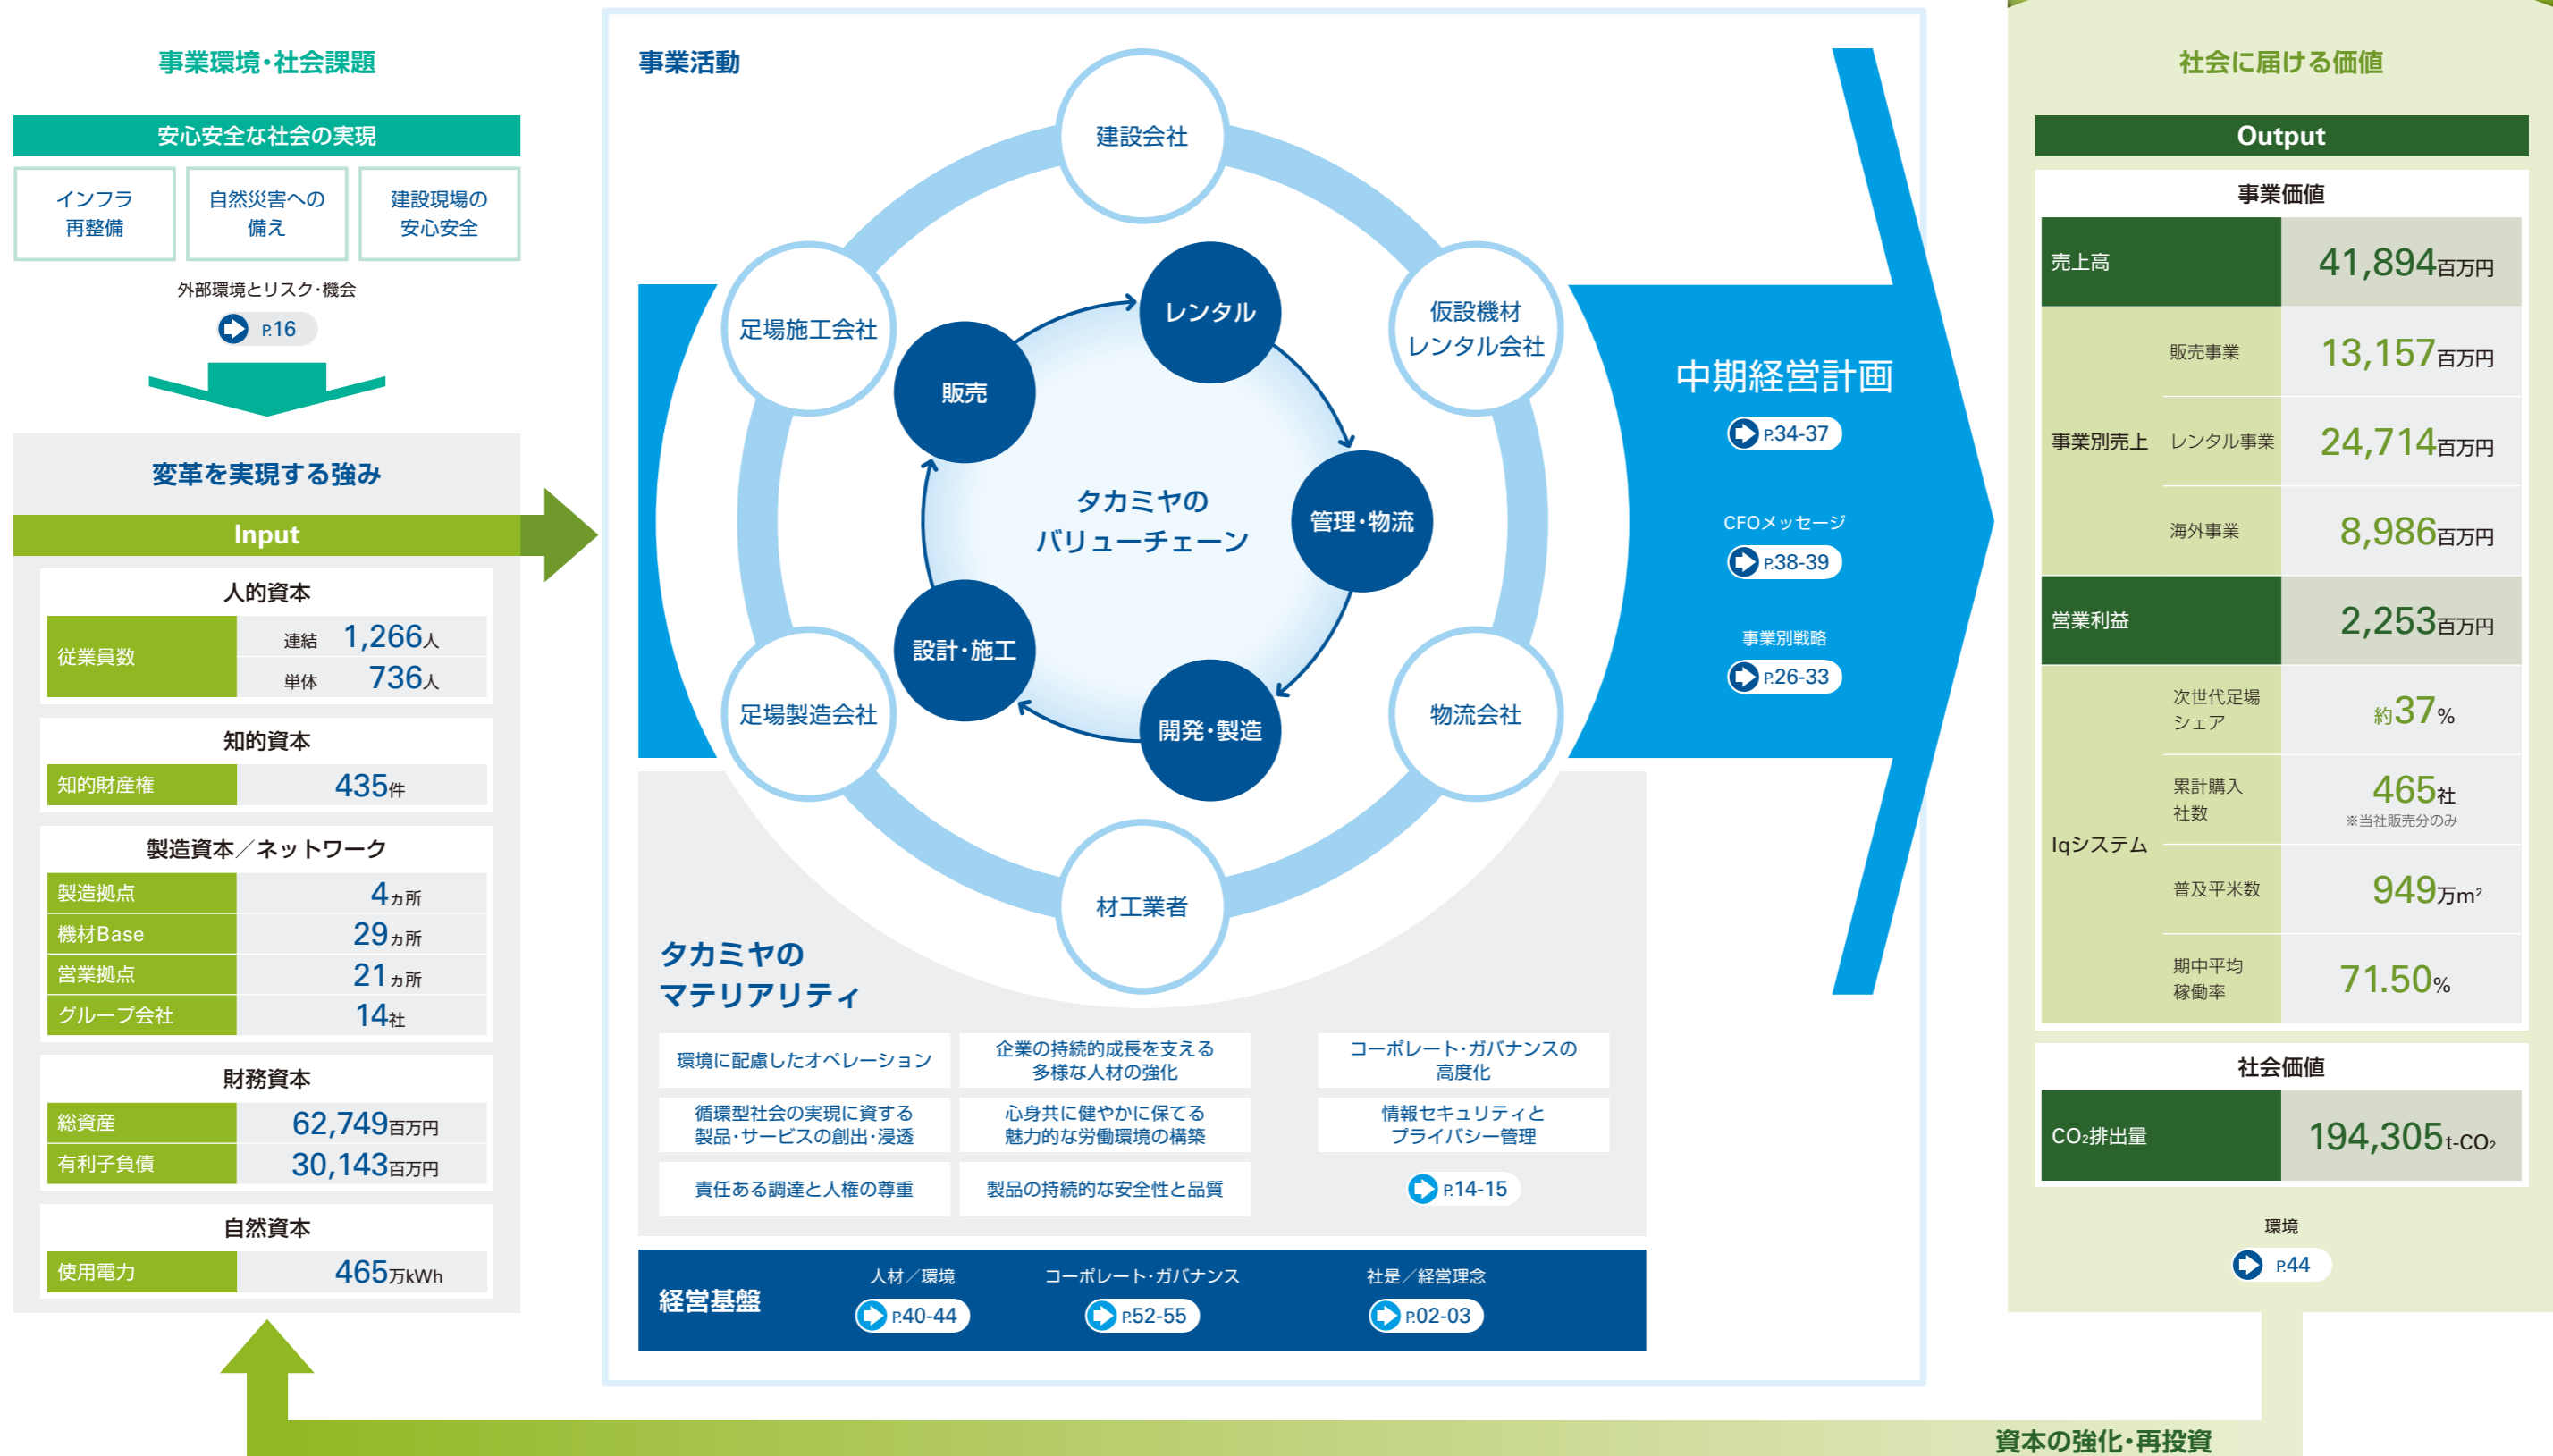 事業環境・社会課題
安心安全な社会の実現
インフラ
再整備
自然災害への
備え
建設現場の
安心安全
外部環境とリスク・機会
P.16
変革を実現する強み
Input
人的資本
従業員数
連結 1,266人
単体 736人
知的資本
知的財産権 435件
製造資本／ネットワーク
製造拠点 4ヵ所
機材Base 29ヵ所
営業拠点 21ヵ所
グループ会社 14社
財務資本
総資産 62,749百万円
有利子負債 30,143百万円
自然資本
使用電力 465万kWh
事業活動
建設会社
足場施工会社
仮設機材
レンタル会社
足場製造会社
物流会社
材工業者
レンタル
販売
管理・物流
設計・施工
開発・製造
タカミヤの
バリューチェーン
中期経営計画
P.34-37
CFOメッセージ
P.38-39
事業別戦略
P.26-33
タカミヤの
マテリアリティ
環境に配慮したオペレーション
企業の持続的成長を支える
多様な人材の強化
コーポレート・ガバナンスの
高度化
循環型社会の実現に資する
製品・サービスの創出・浸透
心身共に健やかに保てる
魅力的な労働環境の構築
情報セキュリティと
プライバシー管理
責任ある調達と人権の尊重
製品の持続的な安全性と品質
P.14-15
経営基盤
人材／環境
P.40-44
コーポレート・ガバナンス
P.52-55
社是／経営理念
P.02-03
社会に届ける価値
Output
事業価値
売上高 41,894百万円
事業別売上
販売事業 13,157百万円
レンタル事業 24,714百万円
海外事業 8,986百万円
営業利益 2,253百万円
Iqシステム
次世代足場
シェア
約37%
累計購入
社数
465社
※当社販売分のみ
普及平米数 949万m²
期中平均
稼働率
71.50%
社会価値
CO₂排出量 194,305t-CO₂
環境
P.44
資本の強化・再投資